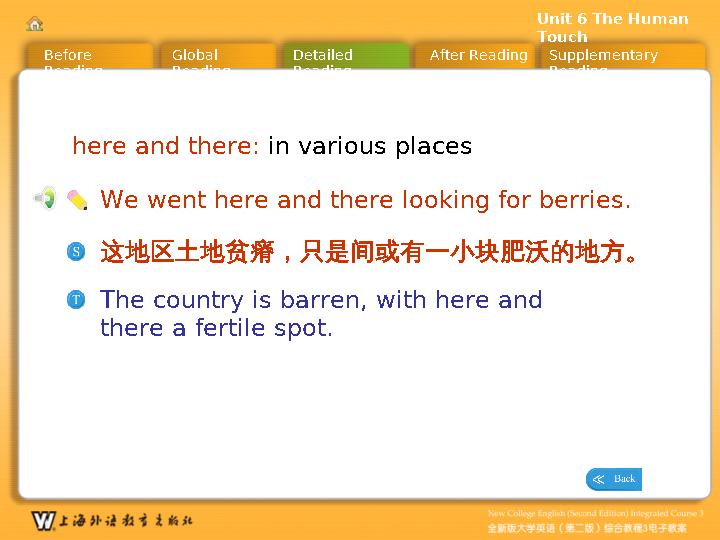 Unit 6 The Human
Touch
Before
Reading
Global
Reading
Detailed
Reading
After Reading
Supplementary
Reading
here and there: in various places
We went here and there looking for berries.
S
这地区土地贫瘠，只是间或有一小块肥沃的地方。
T
The country is barren, with here and
there a fertile spot.
≪ Back
W 上海外语教育出版社
New College English (Second Edition) Integrated Course 3
全新版大学英语（第二版）综合教程3电子教案